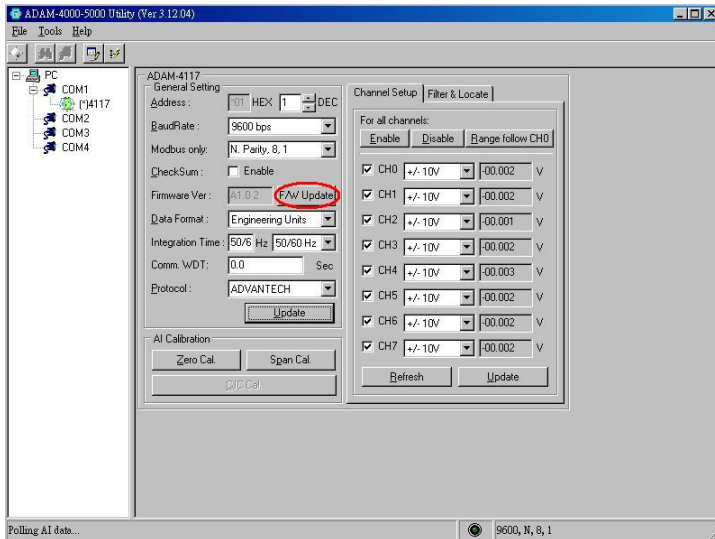 ADAM-4000-5000 Utility (Ver 3.12.04)
File Tools Help
PC
COM1
(*)4117
COM2
COM3
COM4
ADAM-4117
General Setting
Address : *01 HEX 1 DEC
BaudRate : 9600 bps
Modbus only: N. Parity, 8, 1
CheckSum : Enable
Firmware Ver : A1.0 2 F/W Update
Data Format : Engineering Units
Integration Time : 50/6 Hz 50/60 Hz
Comm. WDT: 0.0 Sec
Protocol : ADVANTECH
Update
AI Calibration
Zero Cal. Span Cal.
CJC Cal.
Channel Setup Filter & Locate
For all channels:
Enable Disable Range follow CH0
CH0 +/- 10V -00.002 V
CH1 +/- 10V -00.002 V
CH2 +/- 10V -00.001 V
CH3 +/- 10V -00.002 V
CH4 +/- 10V -00.003 V
CH5 +/- 10V -00.002 V
CH6 +/- 10V -00.002 V
CH7 +/- 10V -00.002 V
Refresh Update
Polling AI data... 9600, N, 8, 1